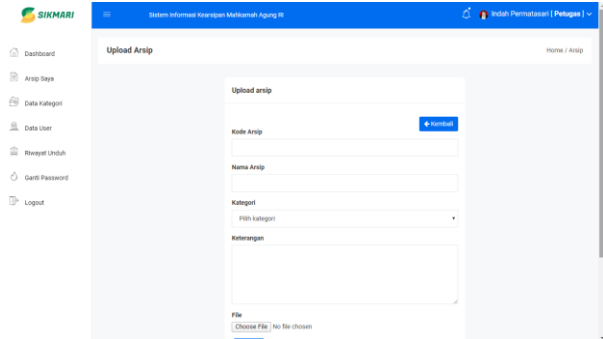 SIKMARI
Sistem Informasi Kearsipan Mahkamah Agung RI
Indah Permatasari [ Petugas ]
Dashboard
Arsip Saya
Data Kategori
Data User
Riwayat Unduh
Ganti Password
Logout
Upload Arsip
Home / Arsip
Upload arsip
Kembali
Kode Arsip
Nama Arsip
Kategori
Pilih kategori
Keterangan
File
Choose File No file chosen